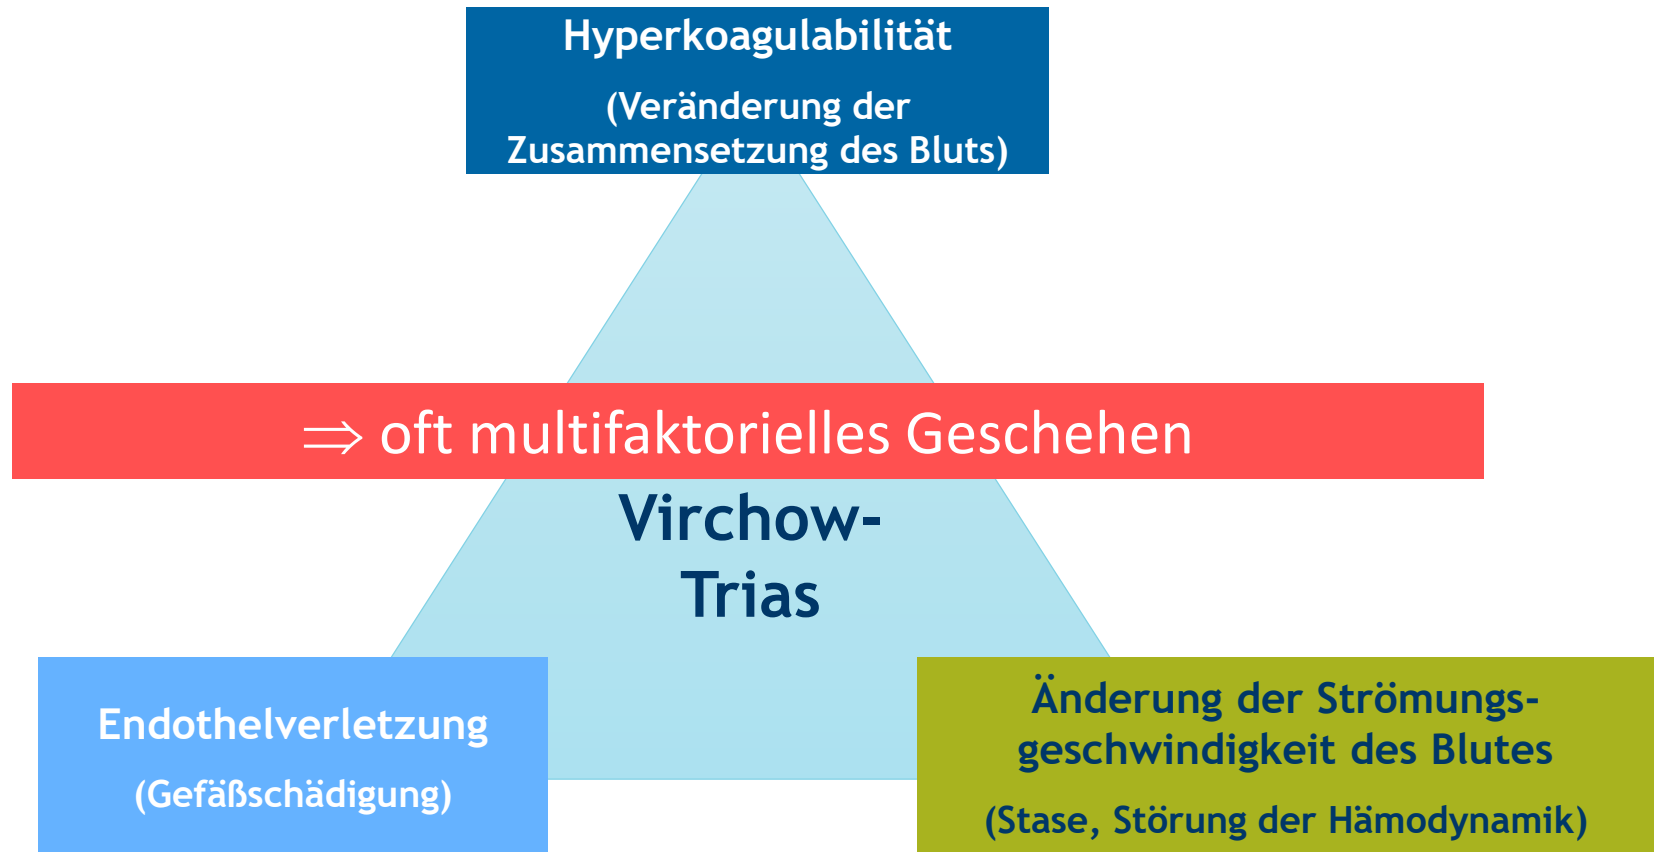 Hyperkoagulabilität
(Veränderung der
Zusammensetzung des Bluts)
⇒ oft multifaktorielles Geschehen
Virchow-
Trias
Endothelverletzung
(Gefäßschädigung)
Änderung der Strömungs-
geschwindigkeit des Blutes
(Stase, Störung der Hämodynamik)